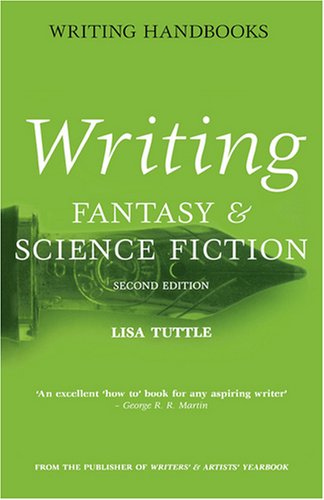 WRITING HANDBOOKS
Writing
FANTASY &
SCIENCE FICTION
SECOND EDITION
LISA TUTTLE
'An excellent 'how to' book for any aspiring writer'
– George R. R. Martin
FROM THE PUBLISHER OF WRITERS' & ARTISTS' YEARBOOK